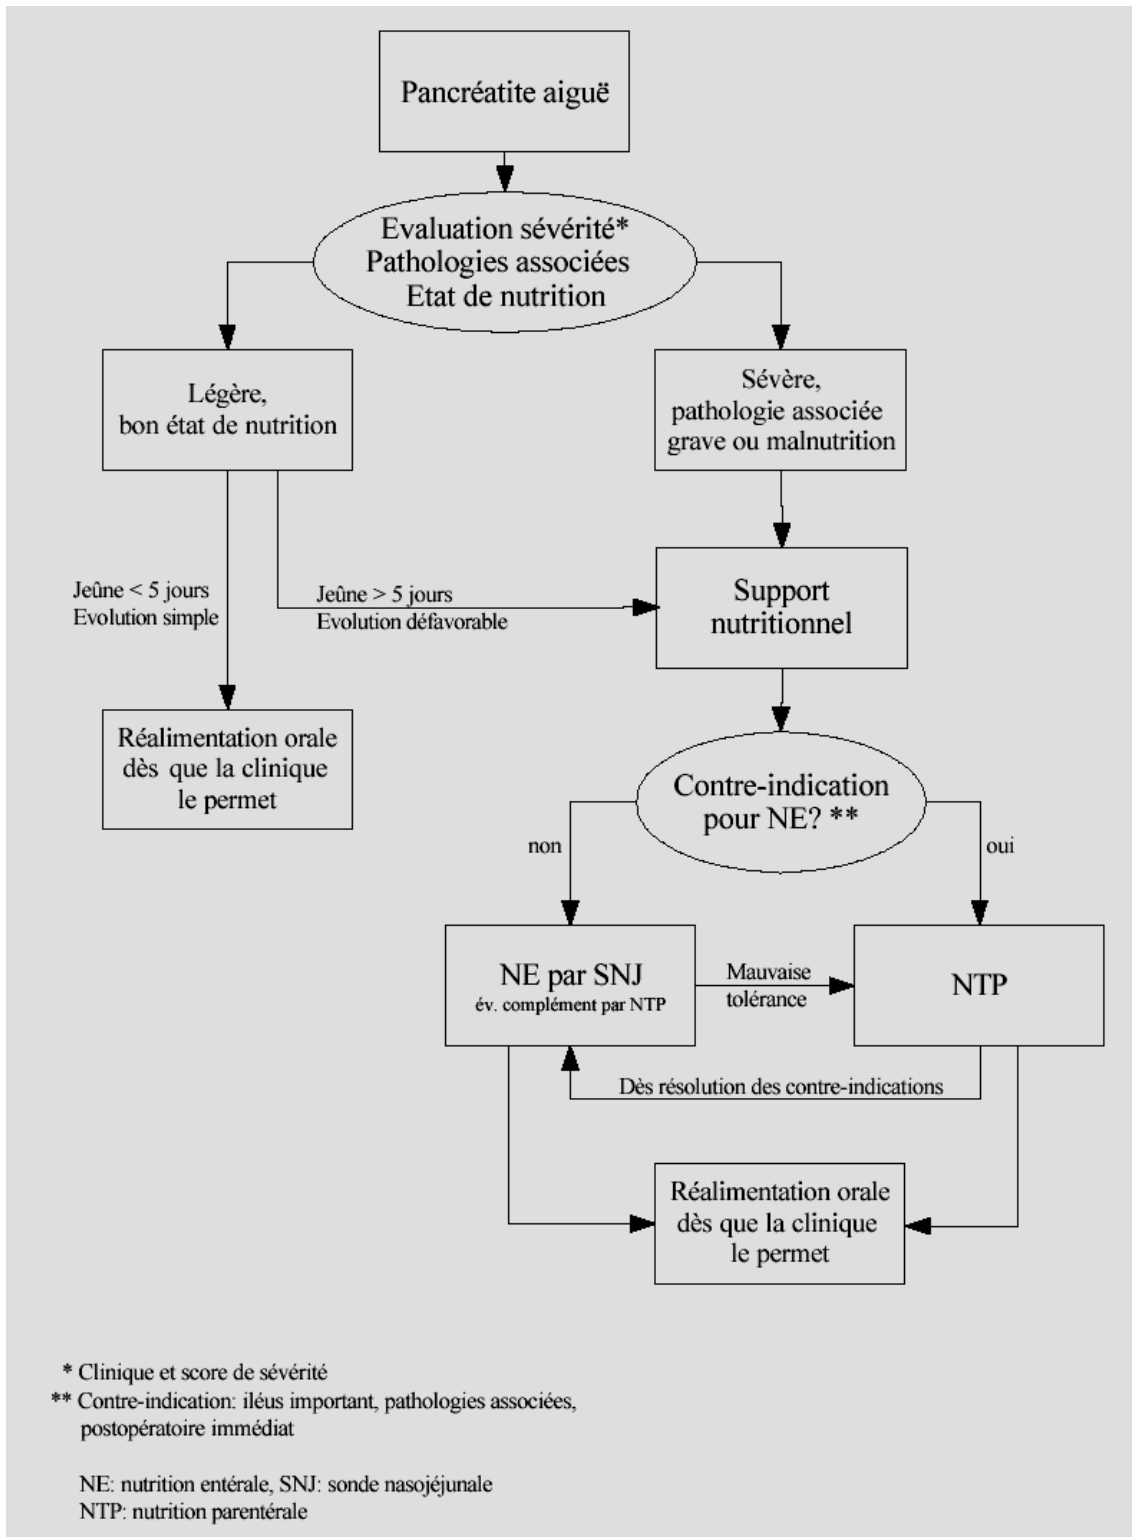 Pancréatite aiguë
Evaluation sévérité*
Pathologies associées
Etat de nutrition
Légère,
bon état de nutrition
Sévère,
pathologie associée
grave ou malnutrition
Jeûne < 5 jours
Evolution simple
Jeûne > 5 jours
Evolution défavorable
Support
nutritionnel
Réalimentation orale
dès que la clinique
le permet
Contre-indication
pour NE? **
non
oui
NE par SNJ
év. complément par NTP
Mauvaise
tolérance
NTP
Dès résolution des contre-indications
Réalimentation orale
dès que la clinique
le permet
* Clinique et score de sévérité
** Contre-indication: iléus important, pathologies associées,
postopératoire immédiat
NE: nutrition entérale, SNJ: sonde nasojéjunale
NTP: nutrition parentérale